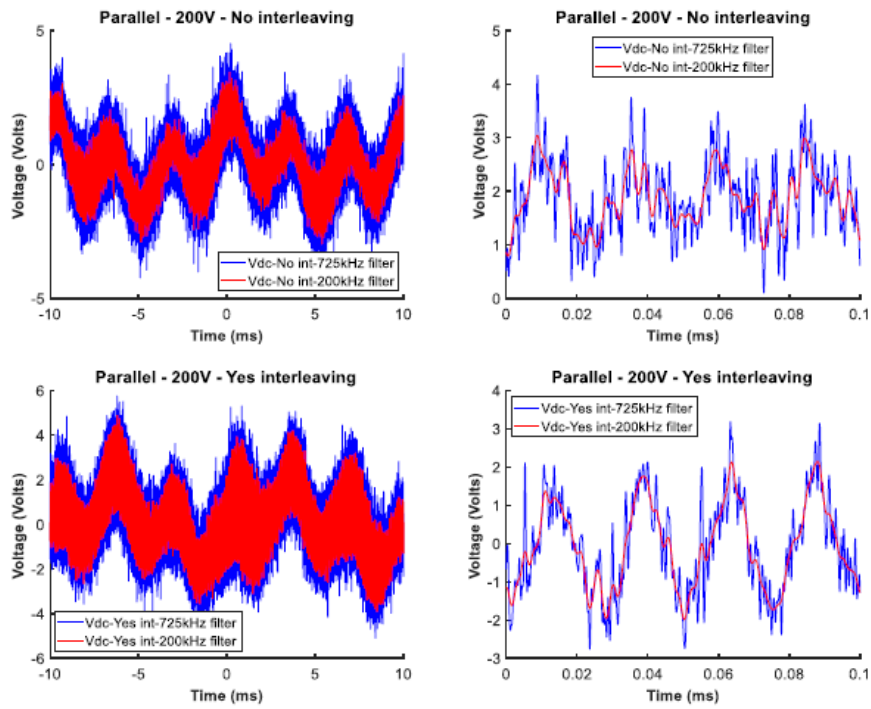 Parallel - 200V - No interleaving
Voltage (Volts)
5
0
-5
Vdc-No int-725kHz filter
Vdc-No int-200kHz filter
-10 -5 0 5 10
Time (ms)
Parallel - 200V - No interleaving
Voltage (Volts)
5
4
3
2
1
0
Vdc-No int-725kHz filter
Vdc-No int-200kHz filter
0 0.02 0.04 0.06 0.08 0.1
Time (ms)
Parallel - 200V - Yes interleaving
Voltage (Volts)
6
4
2
0
-2
-4
-6
Vdc-Yes int-725kHz filter
Vdc-Yes int-200kHz filter
-10 -5 0 5 10
Time (ms)
Parallel - 200V - Yes interleaving
Voltage (Volts)
4
3
2
1
0
-1
-2
-3
Vdc-Yes int-725kHz filter
Vdc-Yes int-200kHz filter
0 0.02 0.04 0.06 0.08 0.1
Time (ms)